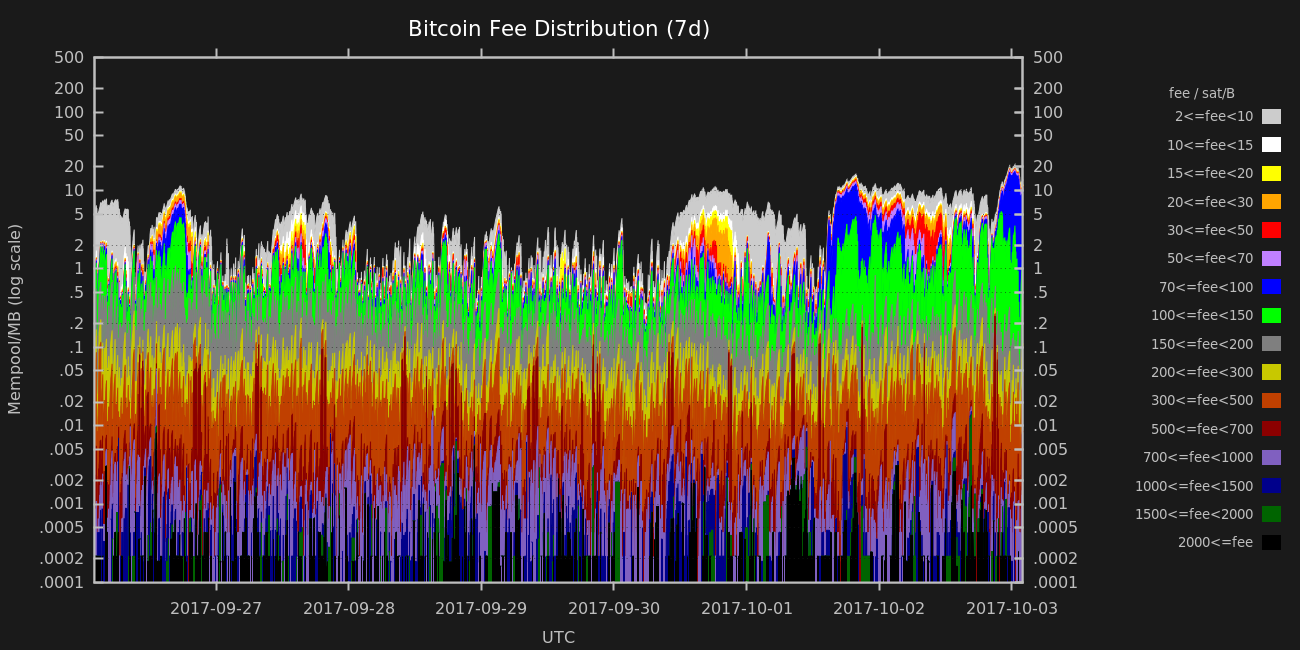 Bitcoin Fee Distribution (7d)
500
200
100
50
20
10
5
2
1
.5
.2
.1
.05
.02
.01
.005
.002
.001
.0005
.0002
.0001
Mempool/MB (log scale)
500
200
100
50
20
10
5
2
1
.5
.2
.1
.05
.02
.01
.005
.002
.001
.0005
.0002
.0001
2017-09-27 2017-09-28 2017-09-29 2017-09-30 2017-10-01 2017-10-02 2017-10-03
UTC
fee / sat/B
2<=fee<10
10<=fee<15
15<=fee<20
20<=fee<30
30<=fee<50
50<=fee<70
70<=fee<100
100<=fee<150
150<=fee<200
200<=fee<300
300<=fee<500
500<=fee<700
700<=fee<1000
1000<=fee<1500
1500<=fee<2000
2000<=fee